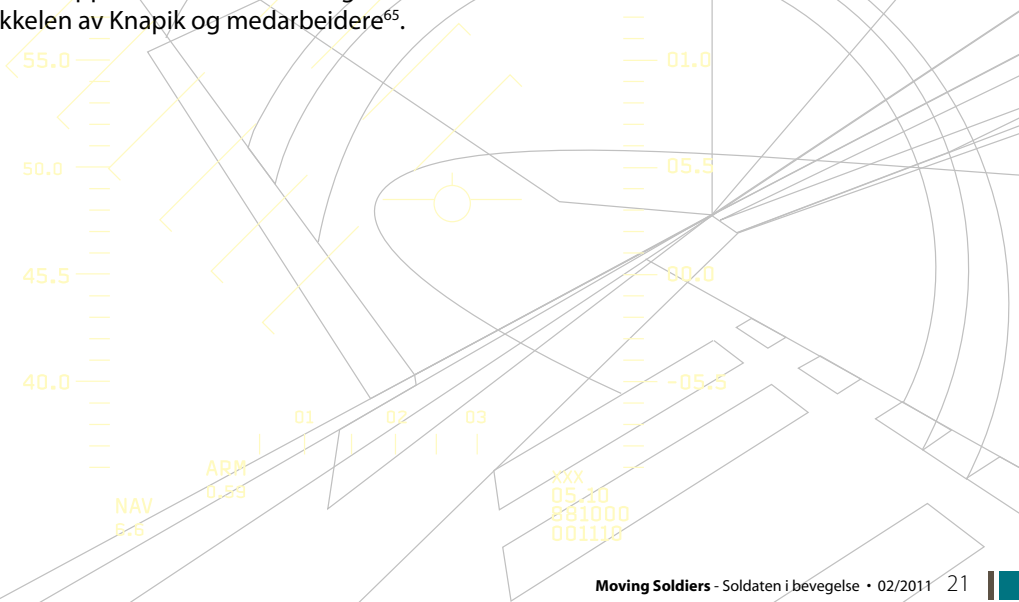 kkelen av Knapik og medarbeidere⁶⁵.
55.0
01.0
50.0
05.5
45.5
00.0
40.0
-05.5
01 02 03
ARM
0.59
NAV
6.5
XXX
05.10
881000
001110
Moving Soldiers - Soldaten i bevegelse • 02/2011 21